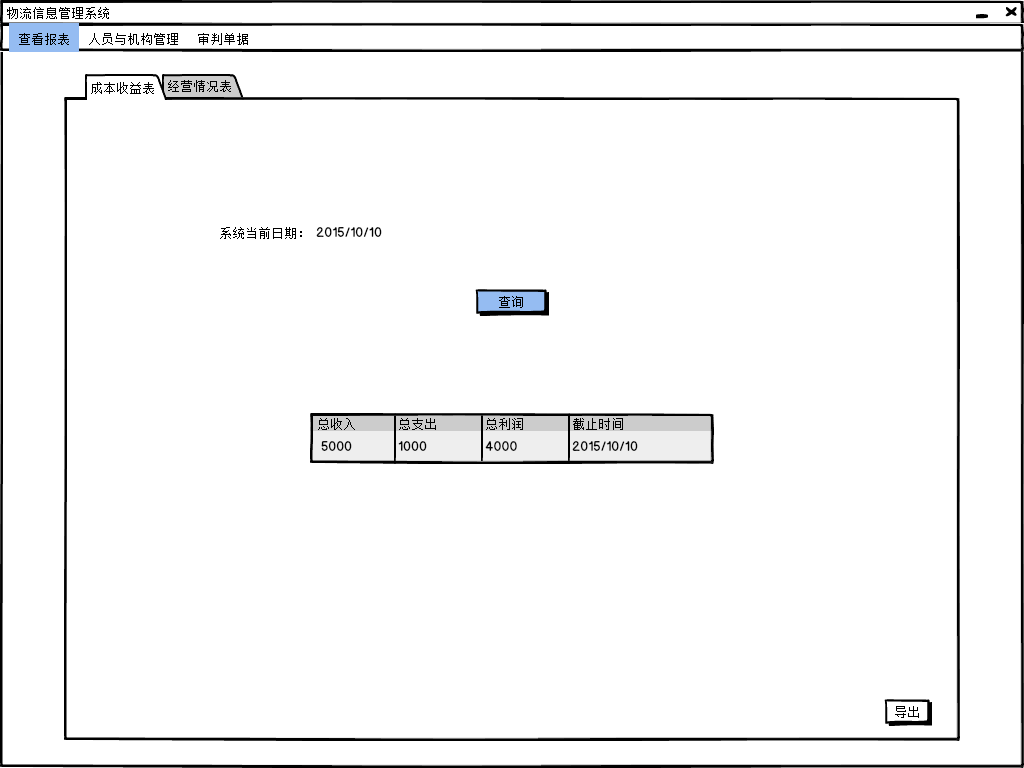 物流信息管理系统
查看报表 人员与机构管理 审判单据
成本收益表 经营情况表
系统当前日期： 2015/10/10
查询
总收入 总支出 总利润 截止时间
5000 1000 4000 2015/10/10
导出